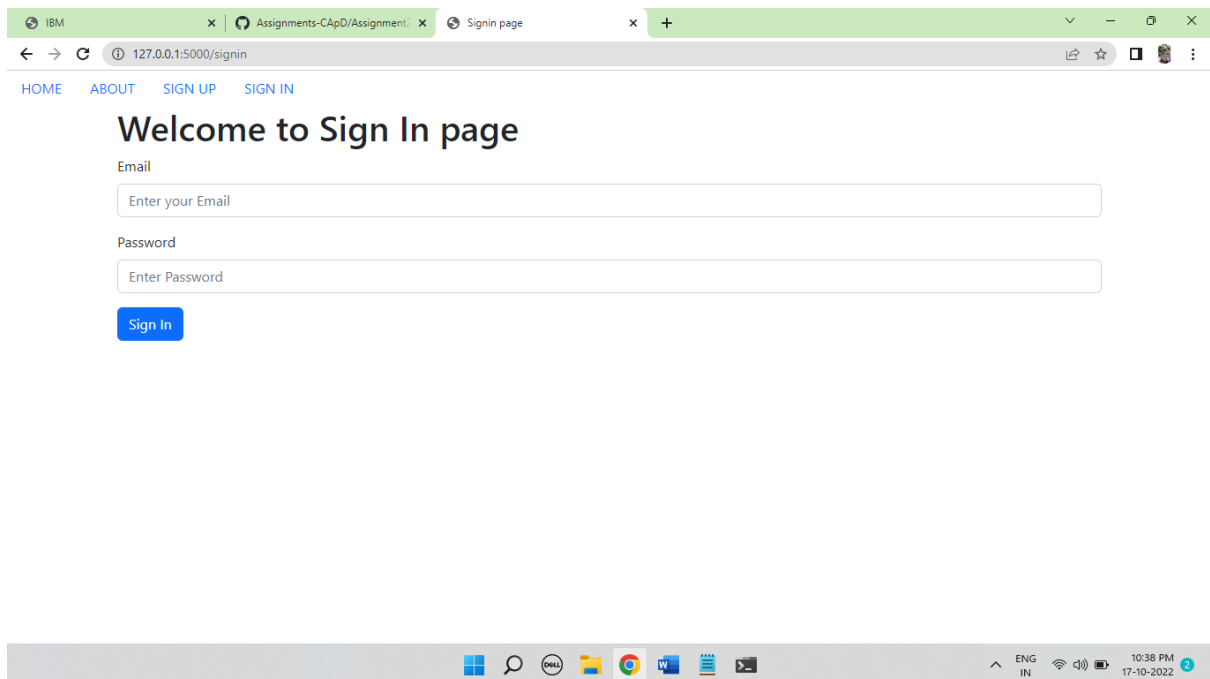 IBM
Assignments-CApD/Assignment2
Signin page
127.0.0.1:5000/signin
HOME ABOUT SIGN UP SIGN IN
Welcome to Sign In page
Email
Enter your Email
Password
Enter Password
Sign In
DELL
W
ENG
IN
10:38 PM
17-10-2022
2